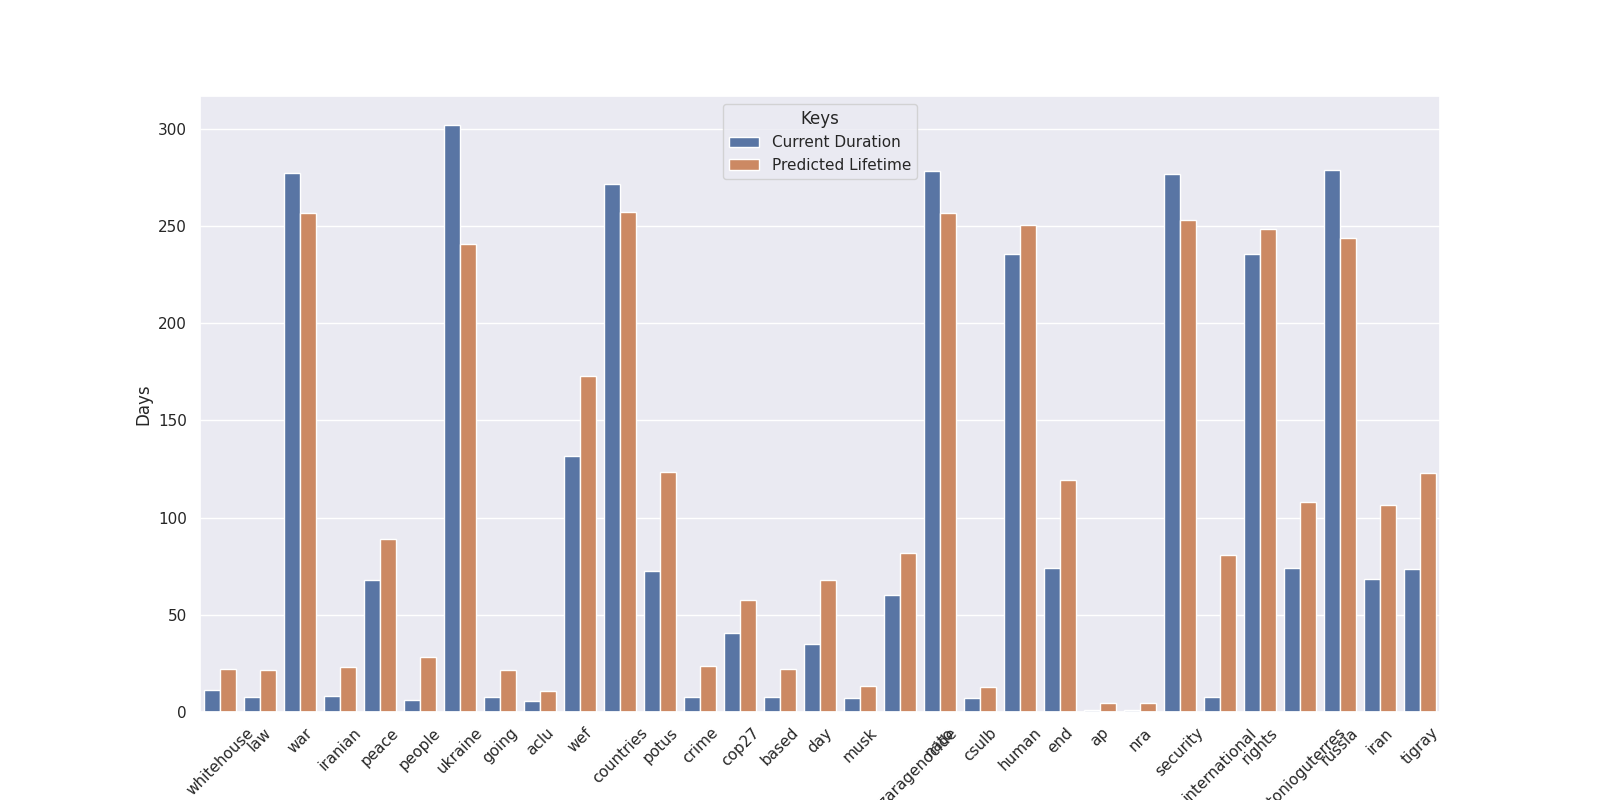 Keys
Current Duration
Predicted Lifetime
Days
300
250
200
150
100
50
0
whitehouse
law
war
iranian
peace
people
ukraine
going
aclu
wef
countries
potus
crime
cop27
based
day
musk
nato
csulb
human
end
ap
nra
security
international
rights
russia
iran
tigray